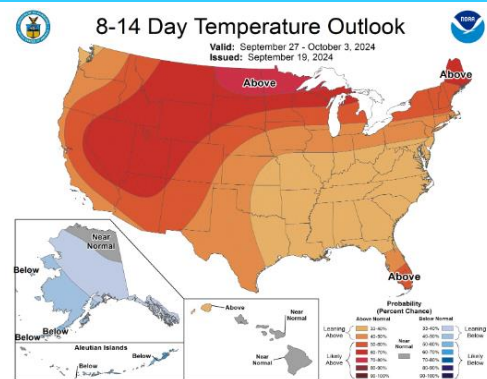 8-14 Day Temperature Outlook
NOAA
Valid: September 27 - October 3, 2024
Issued: September 19, 2024
Above
Above
Near
Normal
Below
Below
Below
Aleutian Islands
Below
Below
Above
Near
Normal
Near
Normal
Above
Probability
(Percent Chance)
Above Normal
Below Normal
Leaning
Above
Likely
Above
33-40%
40-50%
50-60%
60-70%
70-80%
80-90%
90-100%
Near
Normal
33-40%
40-50%
50-60%
60-70%
70-80%
80-90%
90-100%
Leaning
Below
Likely
Below